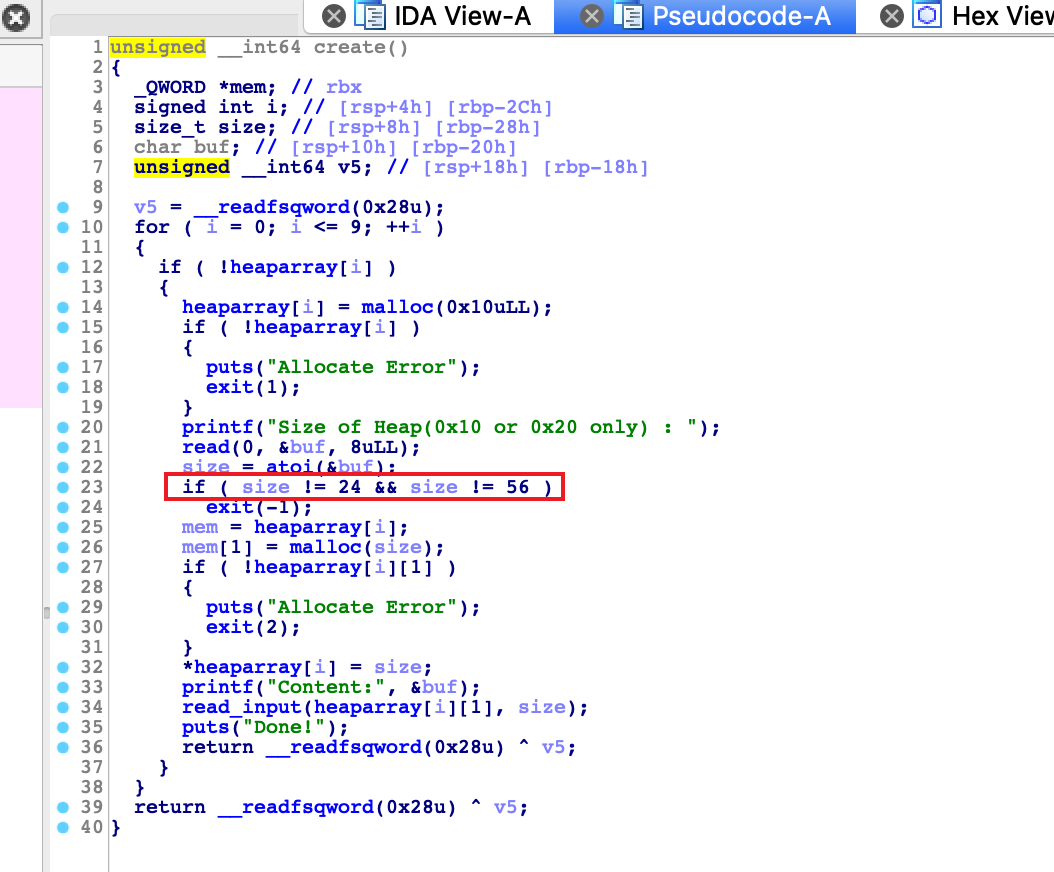 IDA View-A Pseudocode-A Hex View
1 unsigned __int64 create()
2 {
3 _QWORD *mem; // rbx
4 signed int i; // [rsp+4h] [rbp-2Ch]
5 size_t size; // [rsp+8h] [rbp-28h]
6 char buf; // [rsp+10h] [rbp-20h]
7 unsigned __int64 v5; // [rsp+18h] [rbp-18h]
8
9 v5 = __readfsqword(0x28u);
10 for ( i = 0; i <= 9; ++i )
11 {
12 if ( !heaparray[i] )
13 {
14 heaparray[i] = malloc(0x10uLL);
15 if ( !heaparray[i] )
16 {
17 puts("Allocate Error");
18 exit(1);
19 }
20 printf("Size of Heap(0x10 or 0x20 only) : ");
21 read(0, &buf, 8uLL);
22 size = atoi(&buf);
23 if ( size != 24 && size != 56 )
24 exit(-1);
25 mem = heaparray[i];
26 mem[1] = malloc(size);
27 if ( !heaparray[i][1] )
28 {
29 puts("Allocate Error");
30 exit(2);
31 }
32 *heaparray[i] = size;
33 printf("Content:", &buf);
34 read_input(heaparray[i][1], size);
35 puts("Done!");
36 return __readfsqword(0x28u) ^ v5;
37 }
38 }
39 return __readfsqword(0x28u) ^ v5;
40 }